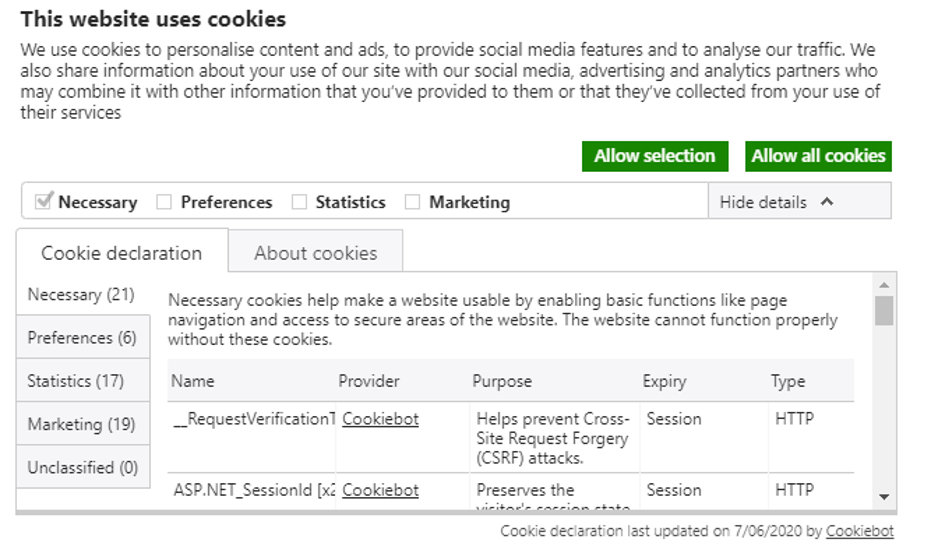 This website uses cookies
We use cookies to personalise content and ads, to provide social media features and to analyse our traffic. We
also share information about your use of our site with our social media, advertising and analytics partners who
may combine it with other information that you've provided to them or that they've collected from your use of
their services
Allow selection
Allow all cookies
Necessary Preferences Statistics Marketing Hide details
Cookie declaration About cookies
Necessary (21)
Preferences (6)
Statistics (17)
Marketing (19)
Unclassified (0)
Necessary cookies help make a website usable by enabling basic functions like page
navigation and access to secure areas of the website. The website cannot function properly
without these cookies.
Name Provider Purpose Expiry Type
__RequestVerificationT Cookiebot Helps prevent Cross- Session HTTP
Site Request Forgery
(CSRF) attacks.
ASP.NET_SessionId [x2 Cookiebot Preserves the Session HTTP
visitor's session state
Cookie declaration last updated on 7/06/2020 by Cookiebot